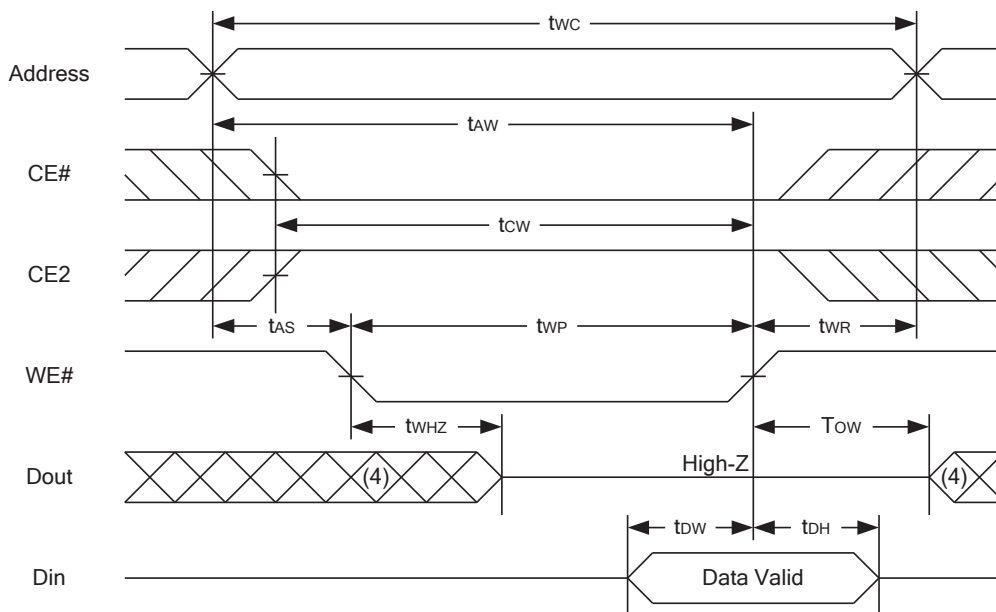 tWC
Address
tAW
CE#
tCW
CE2
tAS tWP tWR
WE#
tWHZ TOW
High-Z
Dout (4) (4)
tDW tDH
Din Data Valid